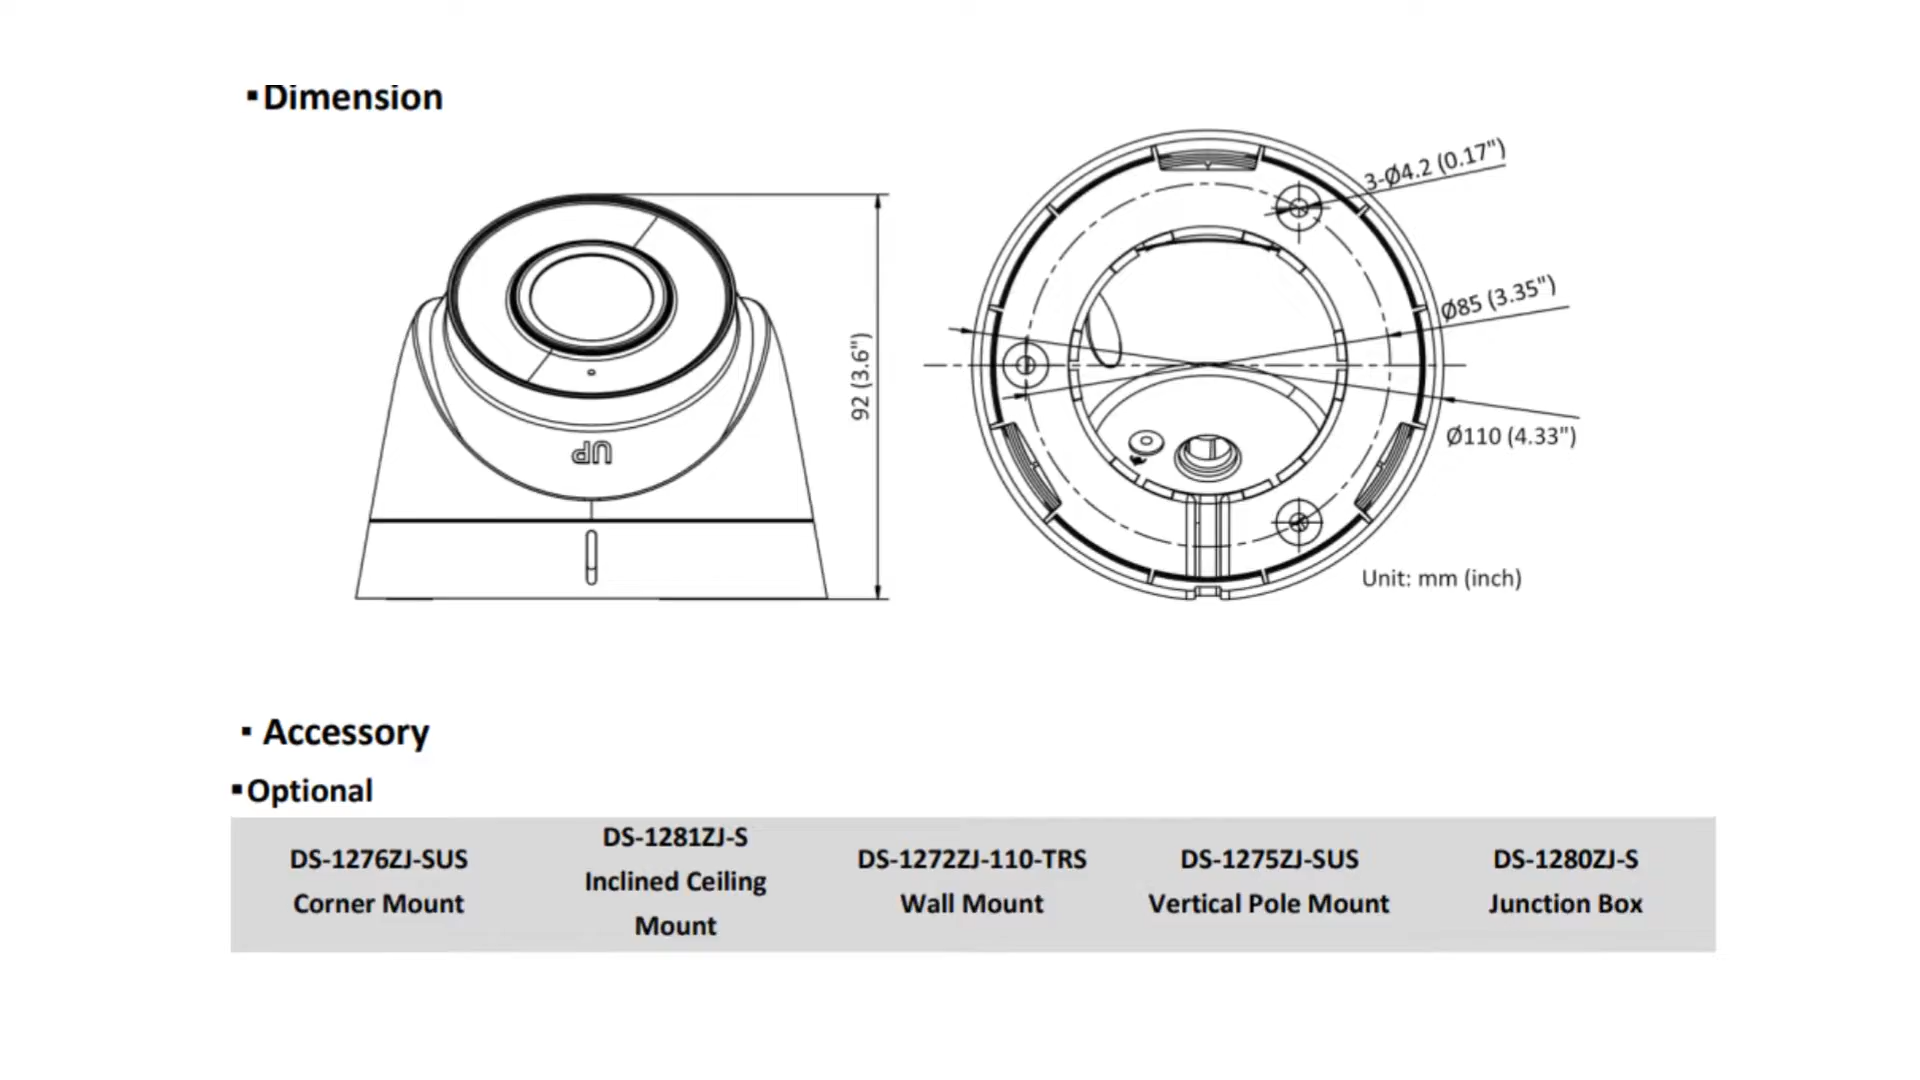 ▪Dimension
3-Ø4.2 (0.17")
Ø85 (3.35")
92 (3.6")
Ø110 (4.33")
UP
Unit: mm (inch)
▪ Accessory
▪Optional
DS-1276ZJ-SUS
Corner Mount
DS-1281ZJ-S
Inclined Ceiling
Mount
DS-1272ZJ-110-TRS
Wall Mount
DS-1275ZJ-SUS
Vertical Pole Mount
DS-1280ZJ-S
Junction Box